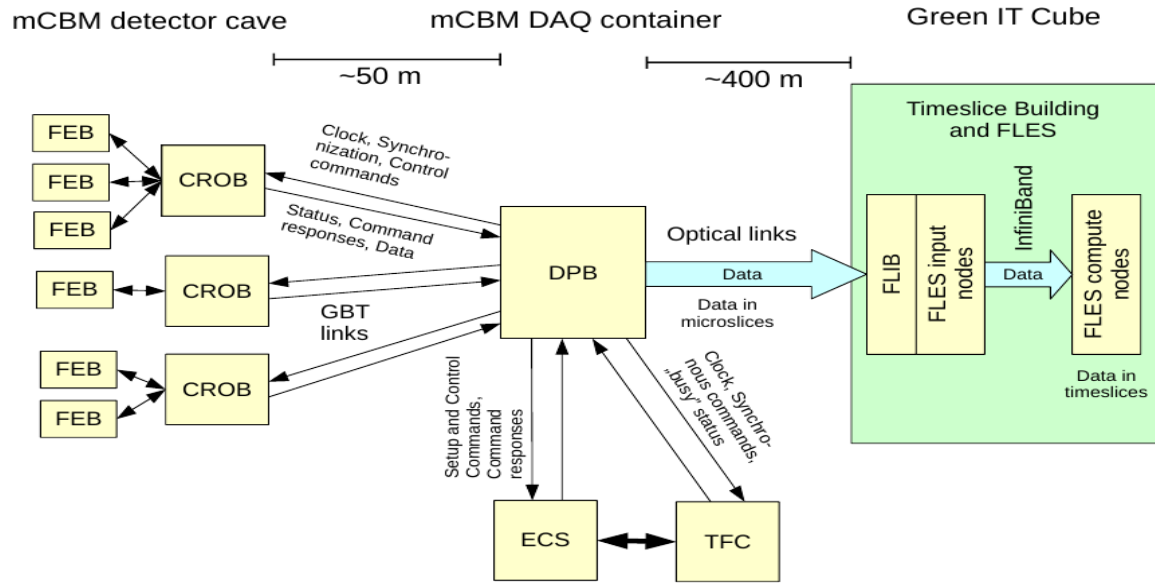 mCBM detector cave
mCBM DAQ container
Green IT Cube
~50 m
~400 m
FEB
FEB
FEB
CROB
Clock, Synchro-
nization, Control
commands
Status, Command
responses, Data
FEB
CROB
GBT
links
FEB
FEB
CROB
DPB
Optical links
Data
Data in
microslices
Timeslice Building
and FLES
FLIB
FLES input
nodes
InfiniBand
Data
FLES compute
nodes
Data in
timeslices
Setup and Control
Commands,
Command
responses
Clock, Synchro-
nous commands,
„busy” status
ECS
TFC